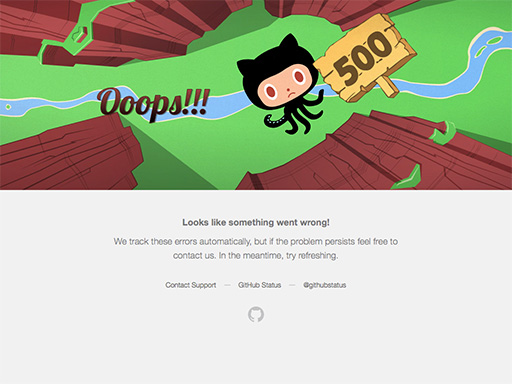 Ooops!!!
500
Looks like something went wrong!
We track these errors automatically, but if the problem persists feel free to
contact us. In the meantime, try refreshing.
Contact Support — GitHub Status — @githubstatus